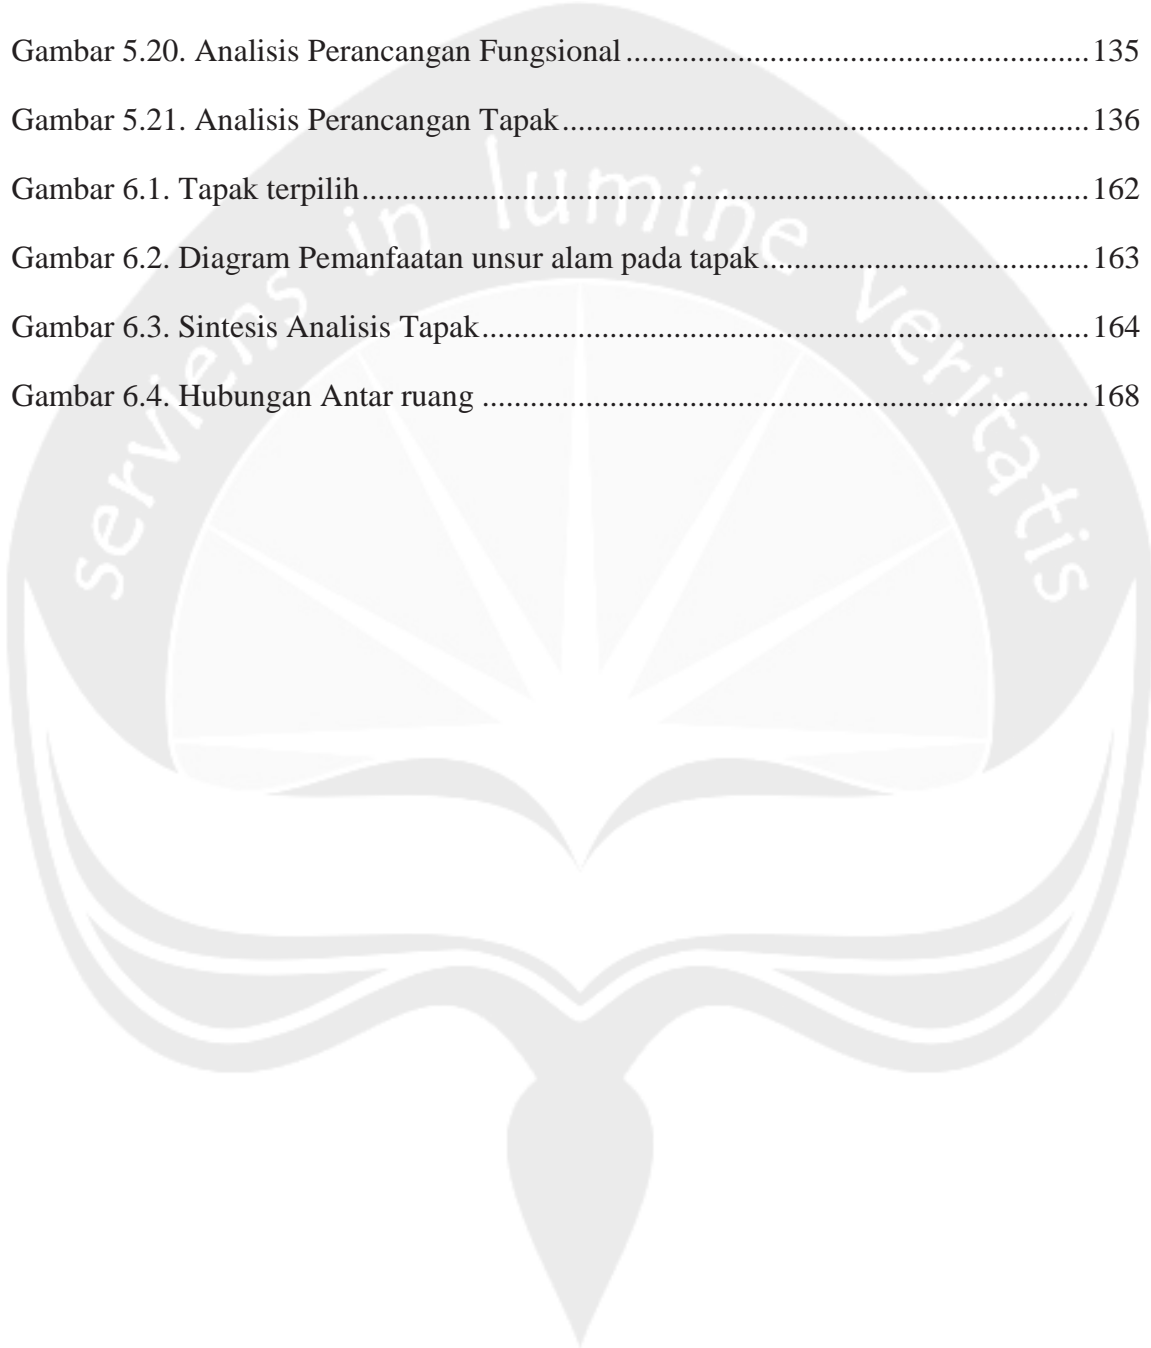 Gambar 5.20. Analisis Perancangan Fungsional ........................................................... 135
Gambar 5.21. Analisis Perancangan Tapak ................................................................... 136
Gambar 6.1. Tapak terpilih ............................................................................................ 162
Gambar 6.2. Diagram Pemanfaatan unsur alam pada tapak ......................................... 163
Gambar 6.3. Sintesis Analisis Tapak ............................................................................. 164
Gambar 6.4. Hubungan Antar ruang ............................................................................. 168
serviens in lumine veritatis